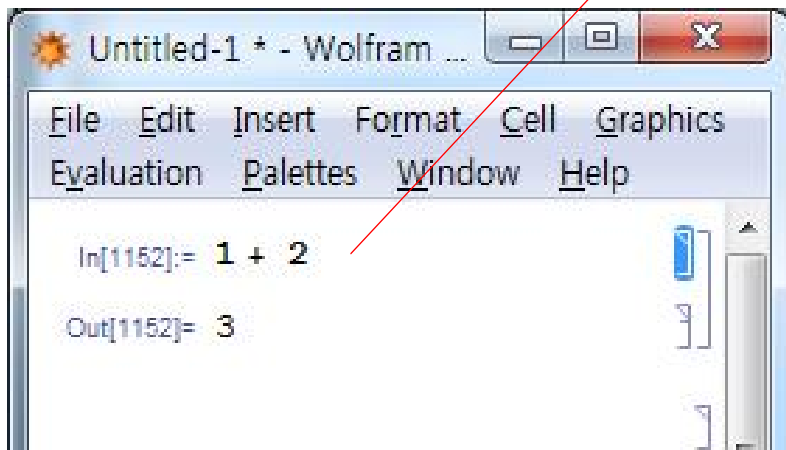 Untitled-1 * - Wolfram ...
File Edit Insert Format Cell Graphics
Evaluation Palettes Window Help
In[1152]:= 1 + 2
Out[1152]= 3